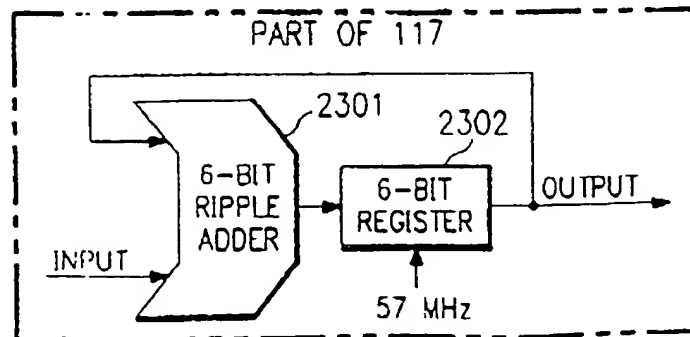 PART OF 117
2301
2302
6-BIT
RIPPLE
ADDER
6-BIT
REGISTER
OUTPUT
INPUT
57 MHz